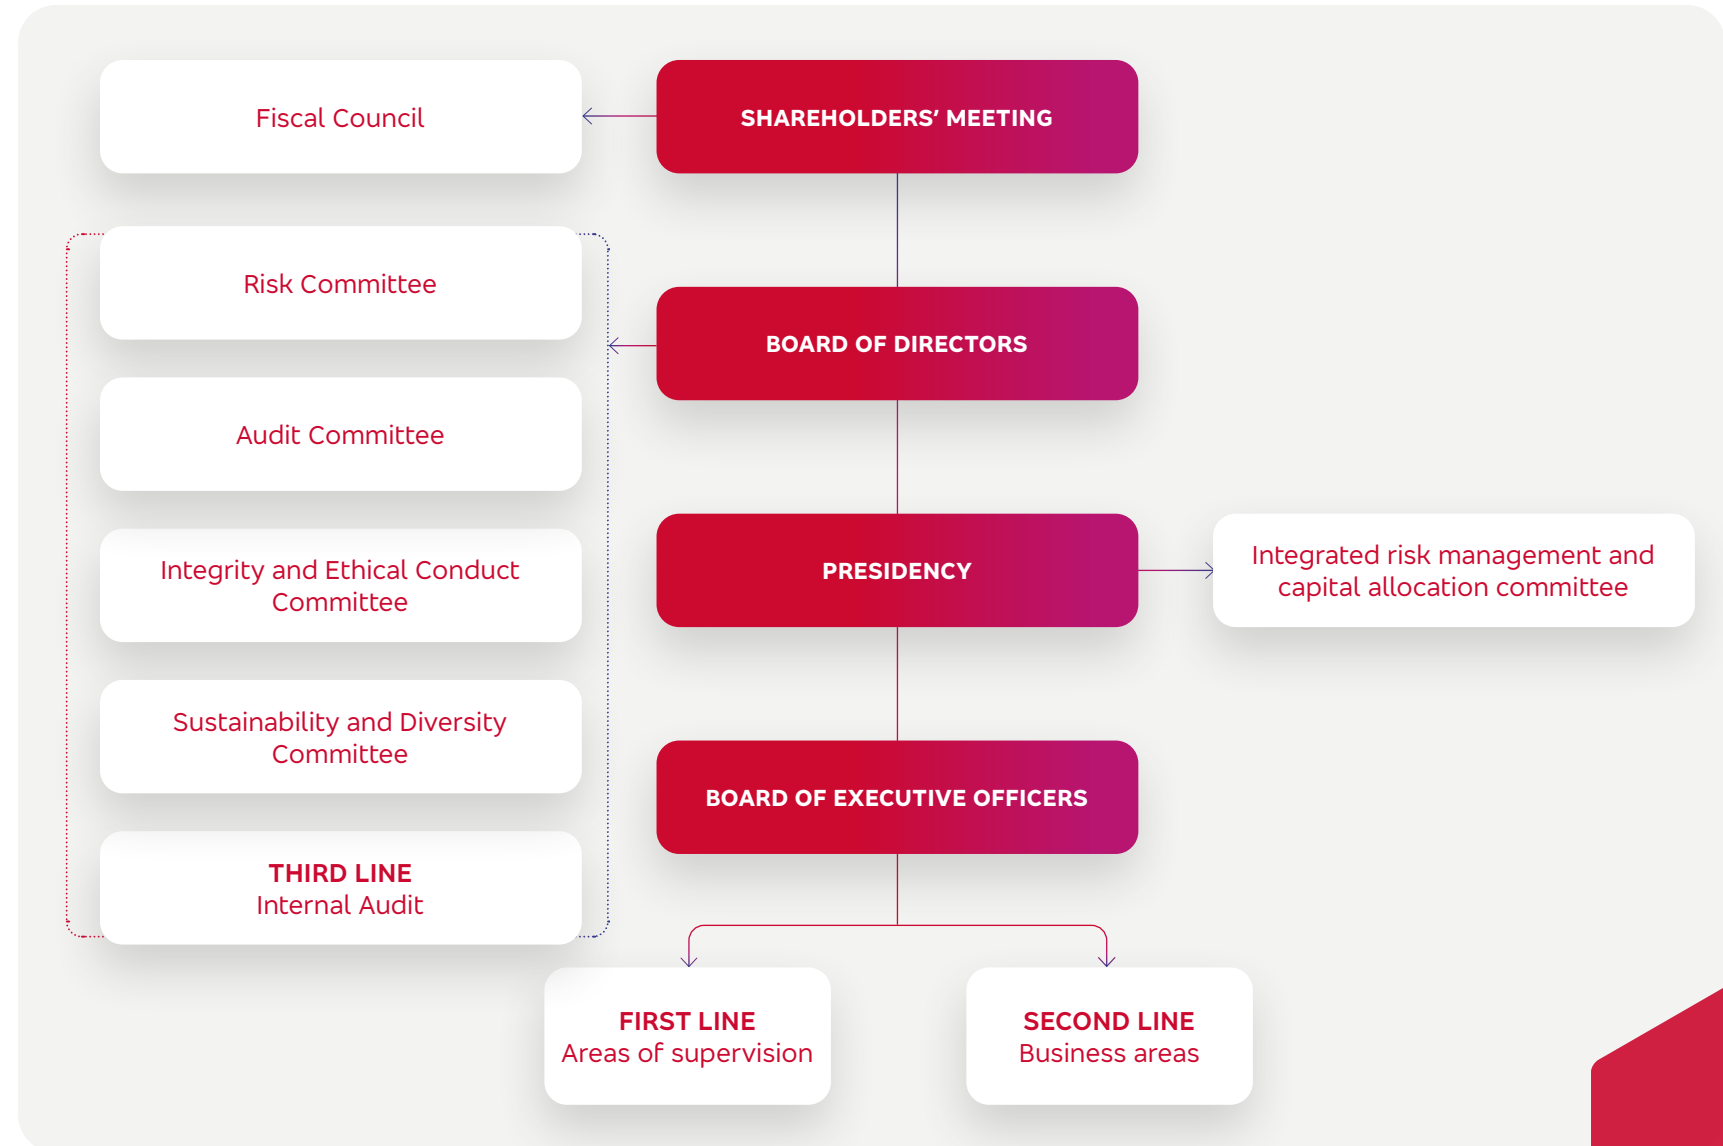 Fiscal Council
SHAREHOLDERS’ MEETING
Risk Committee
BOARD OF DIRECTORS
Audit Committee
Integrity and Ethical Conduct
Committee
PRESIDENCY
Integrated risk management and
capital allocation committee
Sustainability and Diversity
Committee
BOARD OF EXECUTIVE OFFICERS
THIRD LINE
Internal Audit
FIRST LINE
Areas of supervision
SECOND LINE
Business areas